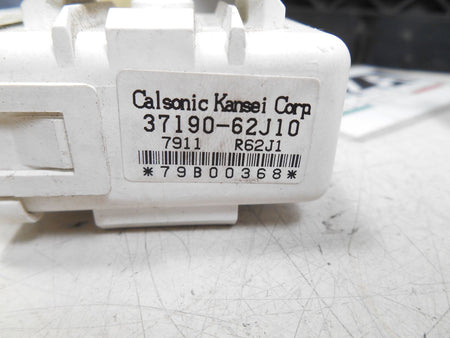 Calsonic Kansei Corp
37190-62J10
7911 R62J1
*79B00368*